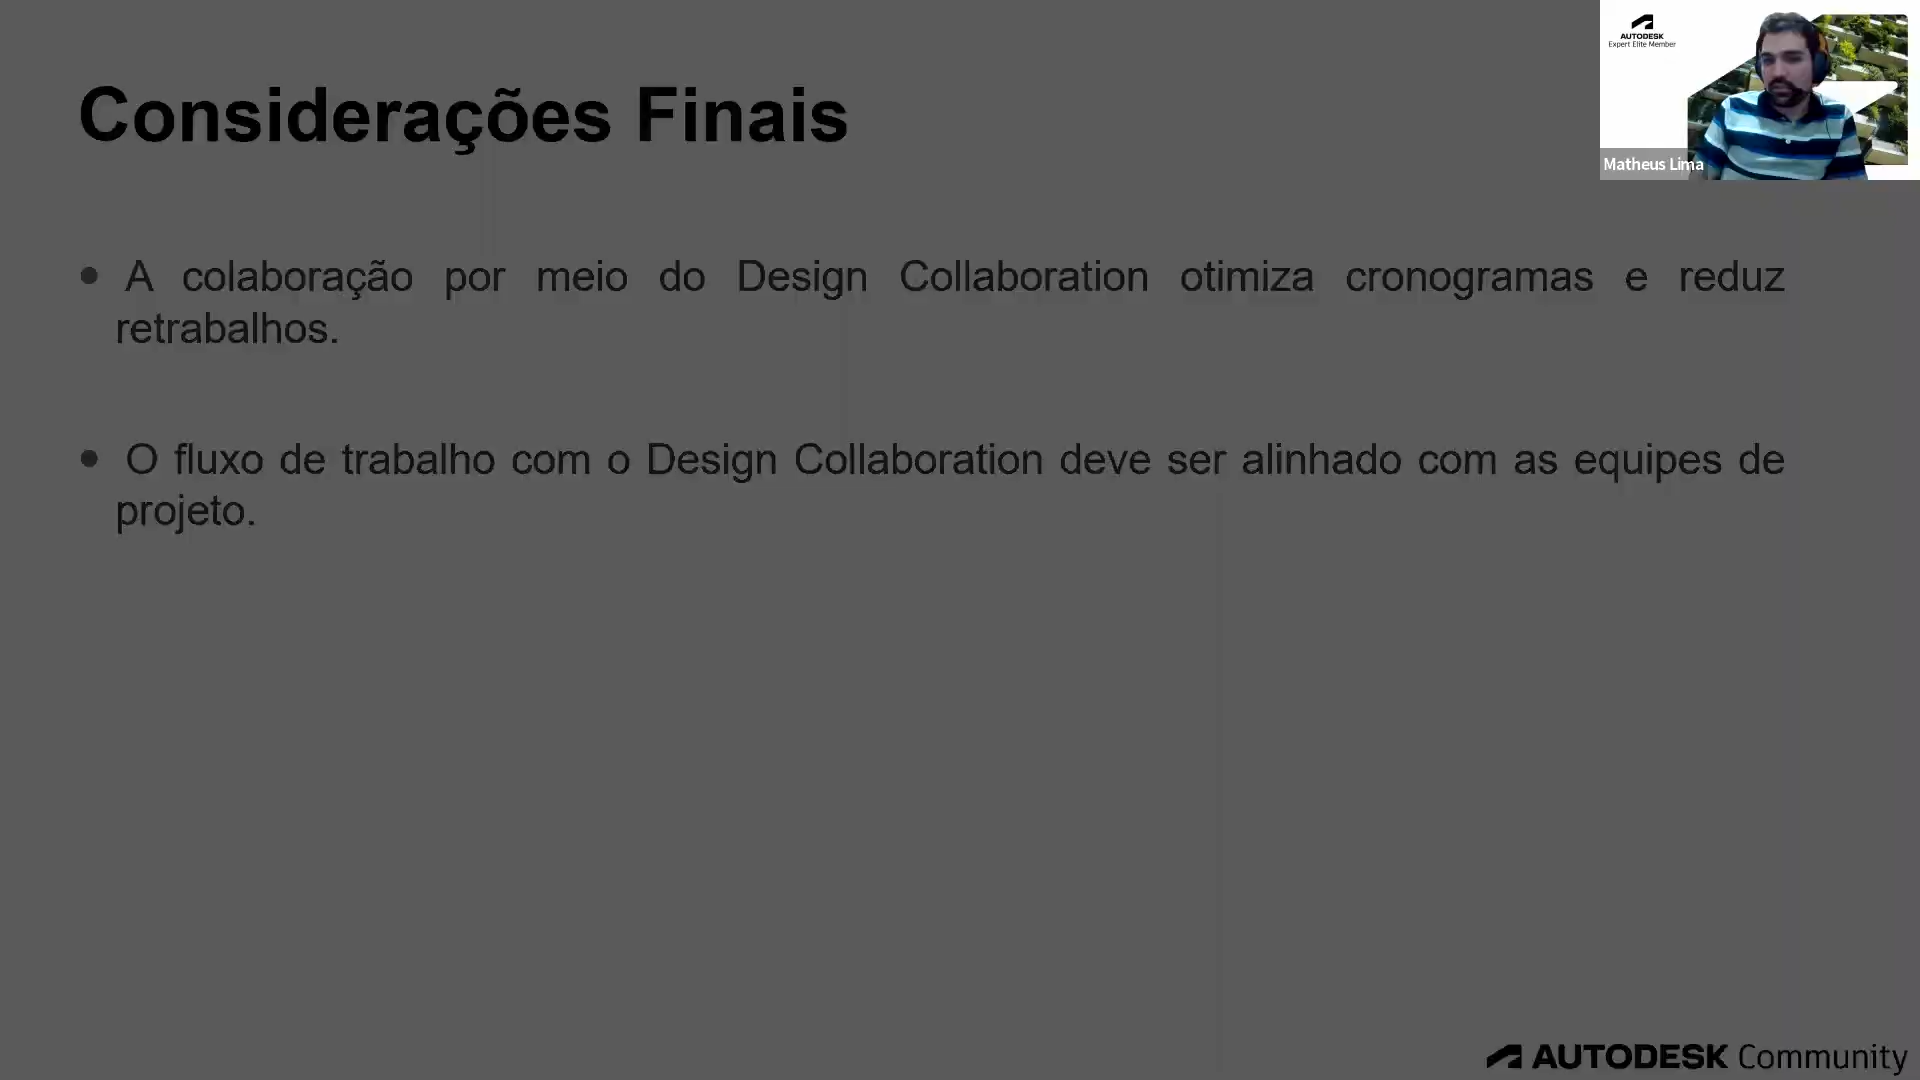 AUTODESK
Expert Elite Member
Matheus Lima
Considerações Finais
• A colaboração por meio do Design Collaboration otimiza cronogramas e reduz
retrabalhos.
• O fluxo de trabalho com o Design Collaboration deve ser alinhado com as equipes de
projeto.
AUTODESK Community